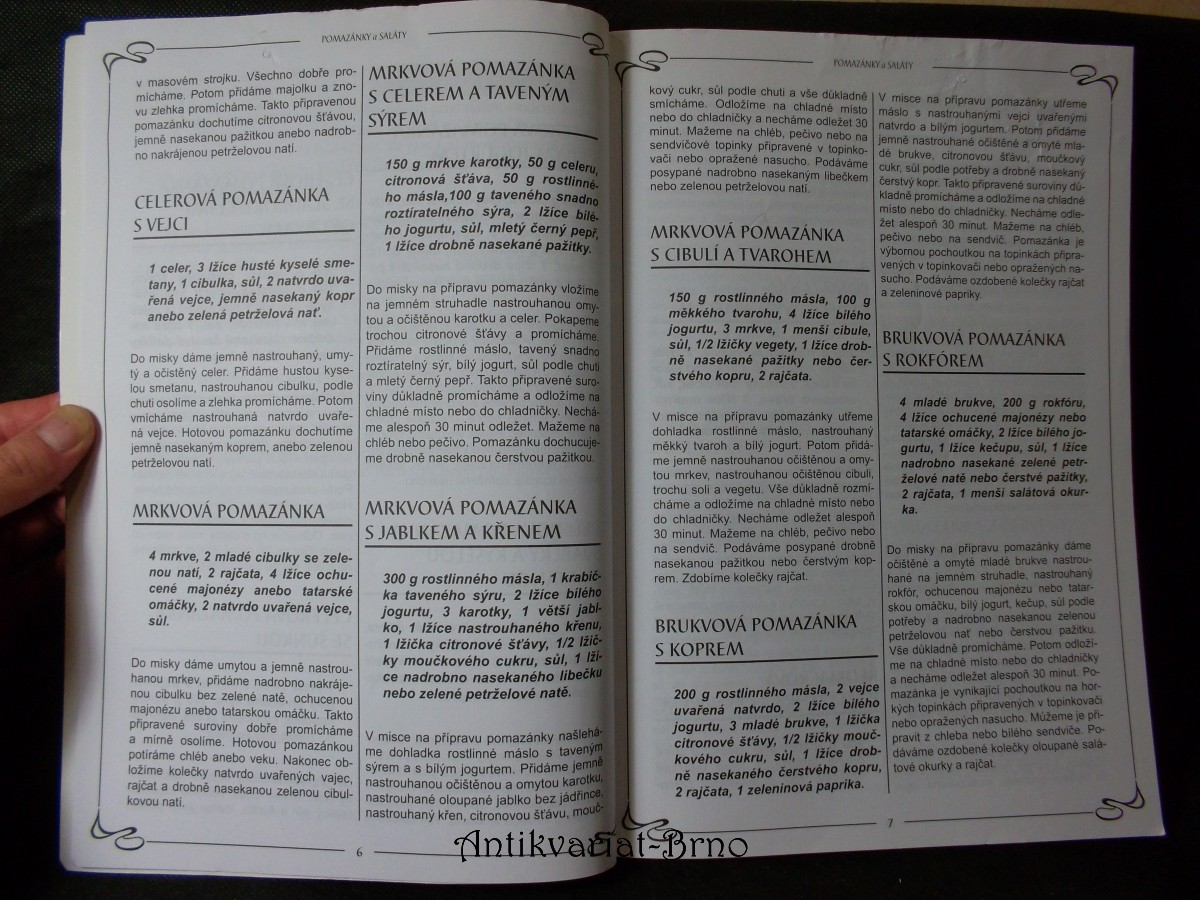 POMAZÁNKY a SALÁTY
v masovém strojku. Všechno dobře pro-
mícháme. Potom přidáme majolku a zno-
vu zlehka promícháme. Takto připravenou
pomazánku dochutíme citronovou šťávou,
jemně nasekanou pažitkou anebo nadrob-
no nakrájenou petrželovou natí.
CELEROVÁ POMAZÁNKA
S VEJCI
1 celer, 3 lžíce husté kyselé sme-
tany, 1 cibulka, sůl, 2 natvrdo uva-
řená vejce, jemně nasekaný kopr
anebo zelená petrželová nať.
Do misky dáme jemně nastrouhaný, umy-
tý a očistěný celer. Přidáme hustou kyse-
lou smetanu, nastrouhanou cibulku, podle
chuti osolíme a zlehka promícháme. Potom
vmícháme nastrouhaná natvrdo uvaře-
ná vejce. Hotovou pomazánku dochutíme
jemně nasekaným koprem, anebo zelenou
petrželovou natí.
MRKVOVÁ POMAZÁNKA
4 mrkve, 2 mladé cibulky se zele-
nou natí, 2 rajčata, 4 lžíce ochu-
cené majonézy anebo tatarské
omáčky, 2 natvrdo uvařená vejce,
sůl.
Do misky dáme umytou a jemně nastrou-
hanou mrkev, přidáme nadrobno nakráje-
nou cibulku bez zelené natě, ochucenou
majonézu anebo tatarskou omáčku. Takto
připravené suroviny dobře promícháme
a mírně osolíme. Hotovou pomazánkou
potíráme chléb anebo veku. Nakonec ob-
ložíme kolečky natvrdo uvařených vajec,
rajčat a drobně nasekanou zelenou cibul-
kovou natí.
MRKVOVÁ POMAZÁNKA
S CELEREM A TAVENÝM
SÝREM
150 g mrkve karotky, 50 g celeru,
citronová šťáva, 50 g rostlinné-
ho másla,100 g taveného snadno
roztíratelného sýra, 2 lžíce bílé-
ho jogurtu, sůl, mletý černý pepř,
1 lžíce drobně nasekané pažitky.
Do misky na přípravu pomazánky vložíme
na jemném struhadle nastrouhanou omy-
tou a očištěnou karotku a celer. Pokapeme
trochou citronové šťávy a promícháme.
Přidáme rostlinné máslo, tavený snadno
roztíratelný sýr, bílý jogurt, sůl podle chuti
a mletý černý pepř. Takto připravené suro-
viny důkladně promícháme a odložíme na
chladné místo nebo do chladničky. Nechá-
me alespoň 30 minut odležet. Mažeme na
chléb nebo pečivo. Pomazánku dochucuje-
me drobně nasekanou čerstvou pažitkou.
MRKVOVÁ POMAZÁNKA
S JABLKEM A KŘENEM
300 g rostlinného másla, 1 krabič-
ka taveného sýru, 2 lžíce bílého
jogurtu, 3 karotky, 1 větší jabl-
ko, 1 lžíce nastrouhaného křenu,
1 lžička citronové šťávy, 1/2 lžič-
ky moučkového cukru, sůl, 1 lží-
ce nadrobno nasekaného libečku
nebo zelené petrželové natě.
V misce na přípravu pomazánky našleha-
me dohladka rostlinné máslo s taveným
sýrem a s bílým jogurtem. Přidáme jemně
nastrouhanou očištěnou a omytou karotku,
nastrouhané oloupané jablko bez jádřince,
nastrouhaný křen, citronovou šťávu, mouč-
6
POMAZÁNKY a SALÁTY
kový cukr, sůl podle chuti a vše důkladně
smícháme. Odložíme na chladné místo
nebo do chladničky a necháme odležet 30
minut. Mažeme na chléb, pečivo nebo na
sendvičové topinky připravené v topinko-
vači nebo opražené nasucho. Podáváme
posypané nadrobno nasekaným libečkem
nebo zelenou petrželovou natí.
MRKVOVÁ POMAZÁNKA
S CIBULÍ A TVAROHEM
150 g rostlinného másla, 100 g
měkkého tvarohu, 4 lžíce bílého
jogurtu, 3 mrkve, 1 menší cibule,
sůl, 1/2 lžičky vegety, 1 lžíce drob-
ně nasekané pažitky nebo čer-
stvého kopru, 2 rajčata.
V misce na přípravu pomazánky utřeme
dohladka rostlinné máslo, nastrouhaný
měkký tvaroh a bílý jogurt. Potom přidá-
me jemně nastrouhanou očištěnou a omy-
tou mrkev, nastrouhanou očištěnou cibuli,
trochu soli a vegetu. Vše důkladně rozmí-
cháme a odložíme na chladné místo nebo
do chladničky. Necháme odležet alespoň
30 minut. Mažeme na chléb, pečivo nebo
na sendvič. Podáváme posypané drobně
nasekanou pažitkou nebo čerstvým kop-
rem. Zdobíme kolečky rajčat.
BRUKVOVÁ POMAZÁNKA
S KOPREM
200 g rostlinného másla, 2 vejce
uvařená natvrdo, 2 lžíce bílého
jogurtu, 3 mladé brukve, 1 lžička
citronové šťávy, 1/2 lžičky mouč-
kového cukru, sůl, 1 lžíce drob-
ně nasekaného čerstvého kopru,
2 rajčata, 1 zeleninová paprika.
V misce na přípravu pomazánky utřeme
máslo s nastrouhanými vejci uvařenými
natvrdo a bílým jogurtem. Potom přidáme
jemně nastrouhané očištěné a omyté mla-
dé brukve, citronovou šťávu, moučkový
cukr, sůl podle potřeby a drobně nasekaný
čerstvý kopr. Takto připravené suroviny dů-
kladně promícháme a odložíme na chladné
místo nebo do chladničky. Necháme odle-
žet alespoň 30 minut. Mažeme na chléb,
pečivo nebo na sendvič. Pomazánka je
výbornou pochoutkou na topinkách připra-
vených v topinkovači nebo opražených na-
sucho. Podáváme ozdobené kolečky rajčat
a zeleninové papriky.
BRUKVOVÁ POMAZÁNKA
S ROKFÓREM
4 mladé brukve, 200 g rokfóru,
4 lžíce ochucené majonézy nebo
tatarské omáčky, 2 lžíce bílého jo-
gurtu, 1 lžíce kečupu, sůl, 1 lžíce
nadrobno nasekané zelené petr-
želové natě nebo čerstvé pažitky,
2 rajčata, 1 menší salátová okur-
ka.
Do misky na přípravu pomazánky dáme
očištěné a omyté mladé brukve nastrou-
hané na jemném struhadle, nastrouhaný
rokfór, ochucenou majonézu nebo tatar-
skou omáčku, bílý jogurt, kečup, sůl podle
potřeby a nadrobno nasekanou zelenou
petrželovou nať nebo čerstvou pažitku.
Vše důkladně promícháme. Potom odloží-
me na chladné místo nebo do chladničky
a necháme odležet alespoň 30 minut. Po-
mazánka je vynikající pochoutkou na hor-
kých topinkách připravených v topinkovači
nebo opražených nasucho. Můžeme je při-
pravit z chleba nebo bílého sendviče. Po-
dáváme ozdobené kolečky oloupané salá-
tové okurky a rajčat.
7
Antikvariat-Brno